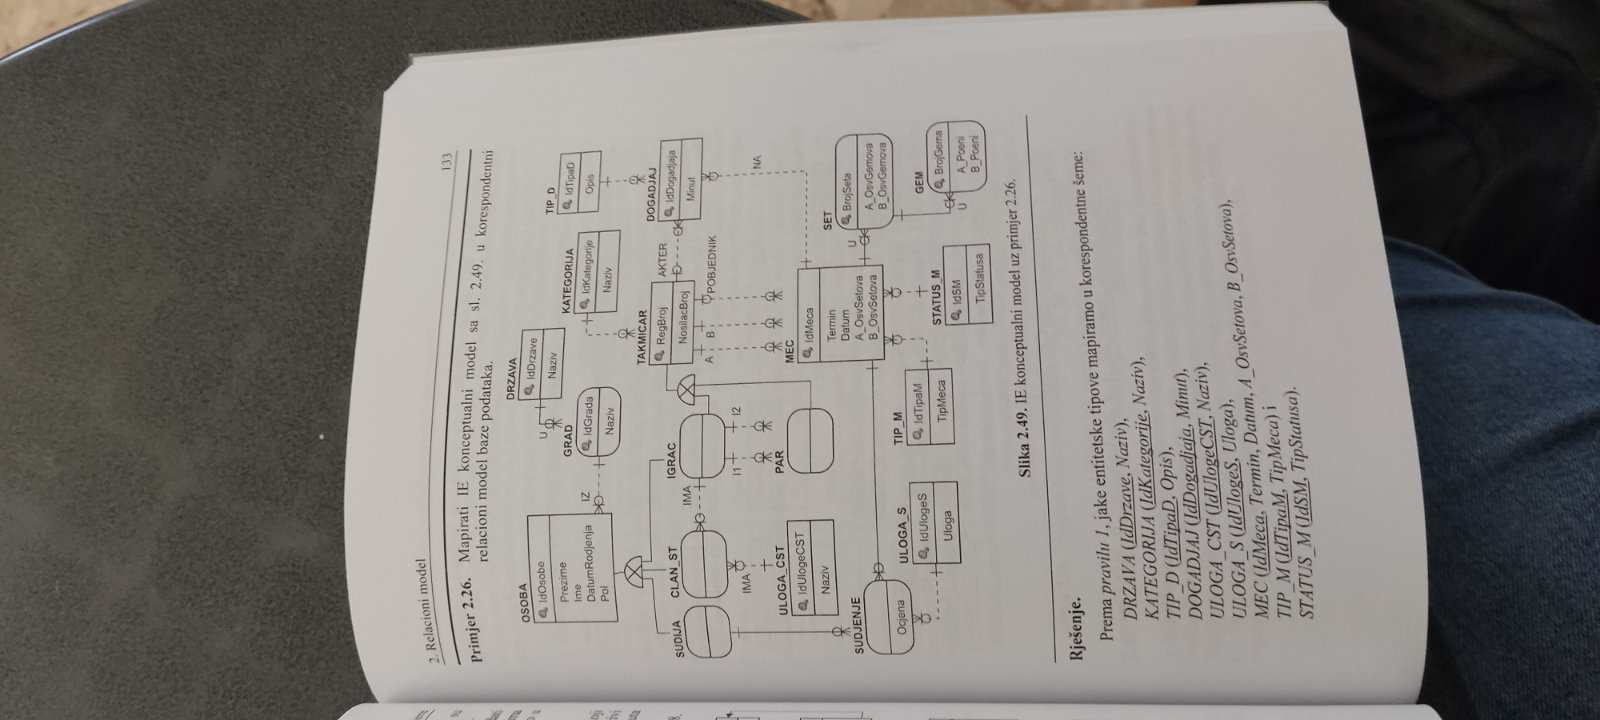 2. Relacioni model
133
Primjer 2.26. Mapirati IE konceptualni model sa sl. 2.49. u korespondentni
relacioni model baze podataka.
OSOBA
IdOsobe
Prezime
Ime
DatumRodjenja
Pol
DRZAVA
IdDrzave
Naziv
U
GRAD
IdGrada
Naziv
IZ
KATEGORIJA
IdKategorije
Naziv
TIP_D
IdTipaD
Opis
SUDIJA
CLAN_ST
IMA
IGRAC
TAKMICAR
RegBroj
NosilacBroj
AKTER
DOGADJAJ
IdDogadjaja
Minut
I1
I2
A
B
POBJEDNIK
IMA
NA
ULOGA_CST
IdUlogeCST
Naziv
PAR
MEC
IdMeca
Termin
Datum
A_OsvSetova
B_OsvSetova
SET
BrojSeta
A_OsvGemova
B_OsvGemova
U
SUDJENJE
Ocjena
ULOGA_S
IdUlogeS
Uloga
TIP_M
IdTipaM
TipMeca
STATUS_M
IdSM
TipStatusa
GEM
BrojGema
A_Poeni
B_Poeni
U
Slika 2.49. IE konceptualni model uz primjer 2.26.
Rješenje.
Prema pravilu 1, jake entitetske tipove mapiramo u korespondentne šeme:
DRZAVA (IdDrzave, Naziv),
KATEGORIJA (IdKategorije, Naziv),
TIP_D (IdTipaD, Opis),
DOGADJAJ (IdDogadjaja, Minut),
ULOGA_CST (IdUlogeCST, Naziv),
ULOGA_S (IdUlogeS, Uloga),
MEC (IdMeca, Termin, Datum, A_OsvSetova, B_OsvSetova),
TIP_M (IdTipaM, TipMeca) i
STATUS_M (IdSM, TipStatusa).